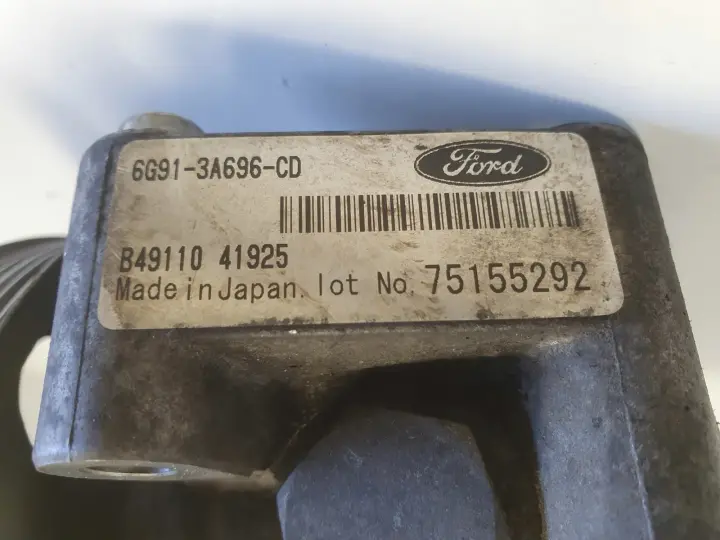 6G91-3A696-CD
Ford
B49110 41925
Made in Japan. lot No. 75155292